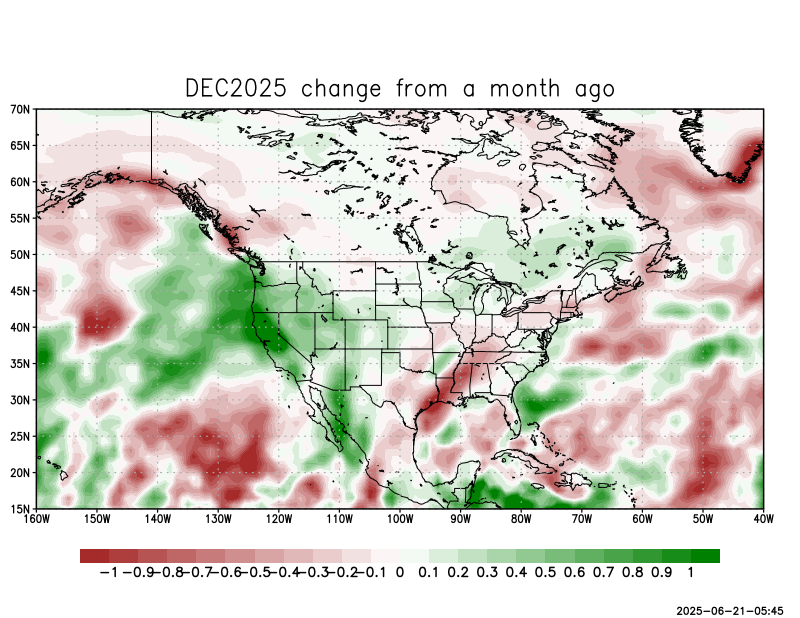 DEC2025 change from a month ago
70N
65N
60N
55N
50N
45N
40N
35N
30N
25N
20N
15N
160W 150W 140W 130W 120W 110W 100W 90W 80W 70W 60W 50W 40W
-1 -0.9 -0.8 -0.7 -0.6 -0.5 -0.4 -0.3 -0.2 -0.1 0 0.1 0.2 0.3 0.4 0.5 0.6 0.7 0.8 0.9 1
2025-06-21-05:45